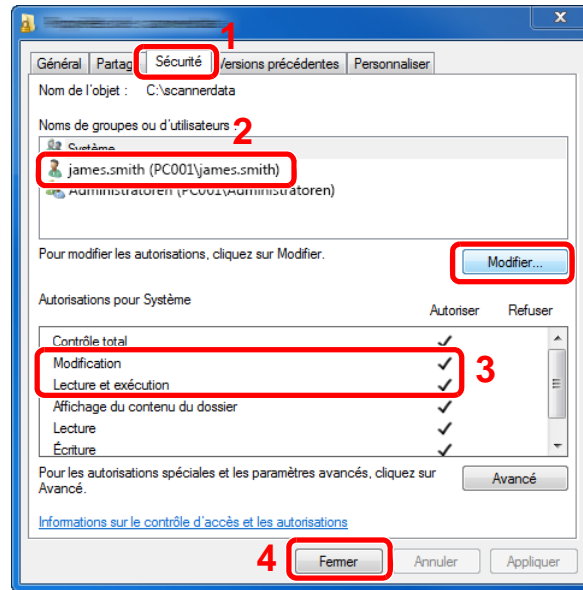 1
Général Partag Sécurité Versions précédentes Personnaliser
Nom de l'objet : C:\scannerdata
Noms de groupes ou d'utilisateurs :
2
Système
james.smith (PC001\james.smith)
Administratoren (PC001\Administratoren)
Pour modifier les autorisations, cliquez sur Modifier.
Modifier...
Autorisations pour Système Autoriser Refuser
Contrôle total
Modification
3
Lecture et exécution
Affichage du contenu du dossier
Lecture
Écriture
Pour les autorisations spéciales et les paramètres avancés, cliquez sur
Avancé.
Avancé
Informations sur le contrôle d'accès et les autorisations
4 Fermer Annuler Appliquer